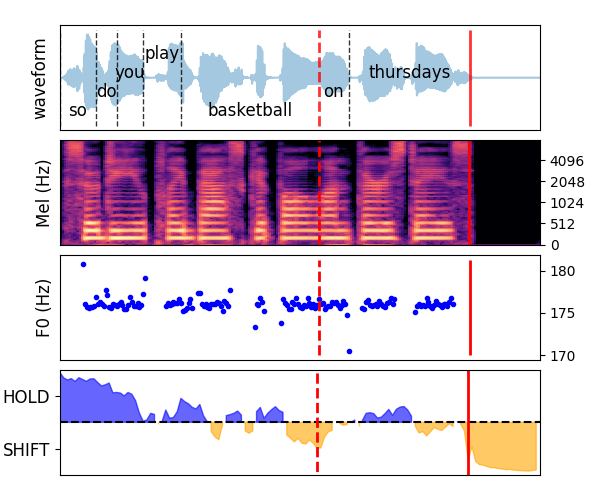 waveform
play
you
thursdays
do
on
so
basketball
Mel (Hz)
4096
2048
1024
512
0
F0 (Hz)
180
175
170
HOLD
SHIFT